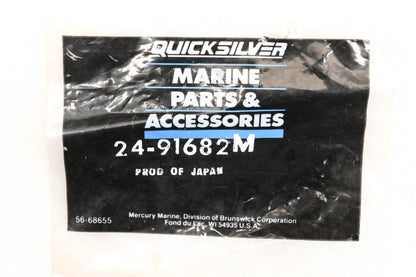 QUICKSILVER
MARINE
PARTS &
ACCESSORIES
24-91682M
PROD OF JAPAN
56-68655
Mercury Marine, Division of Brunswick Corporation
Fond du Lac, WI 54935 U.S.A.